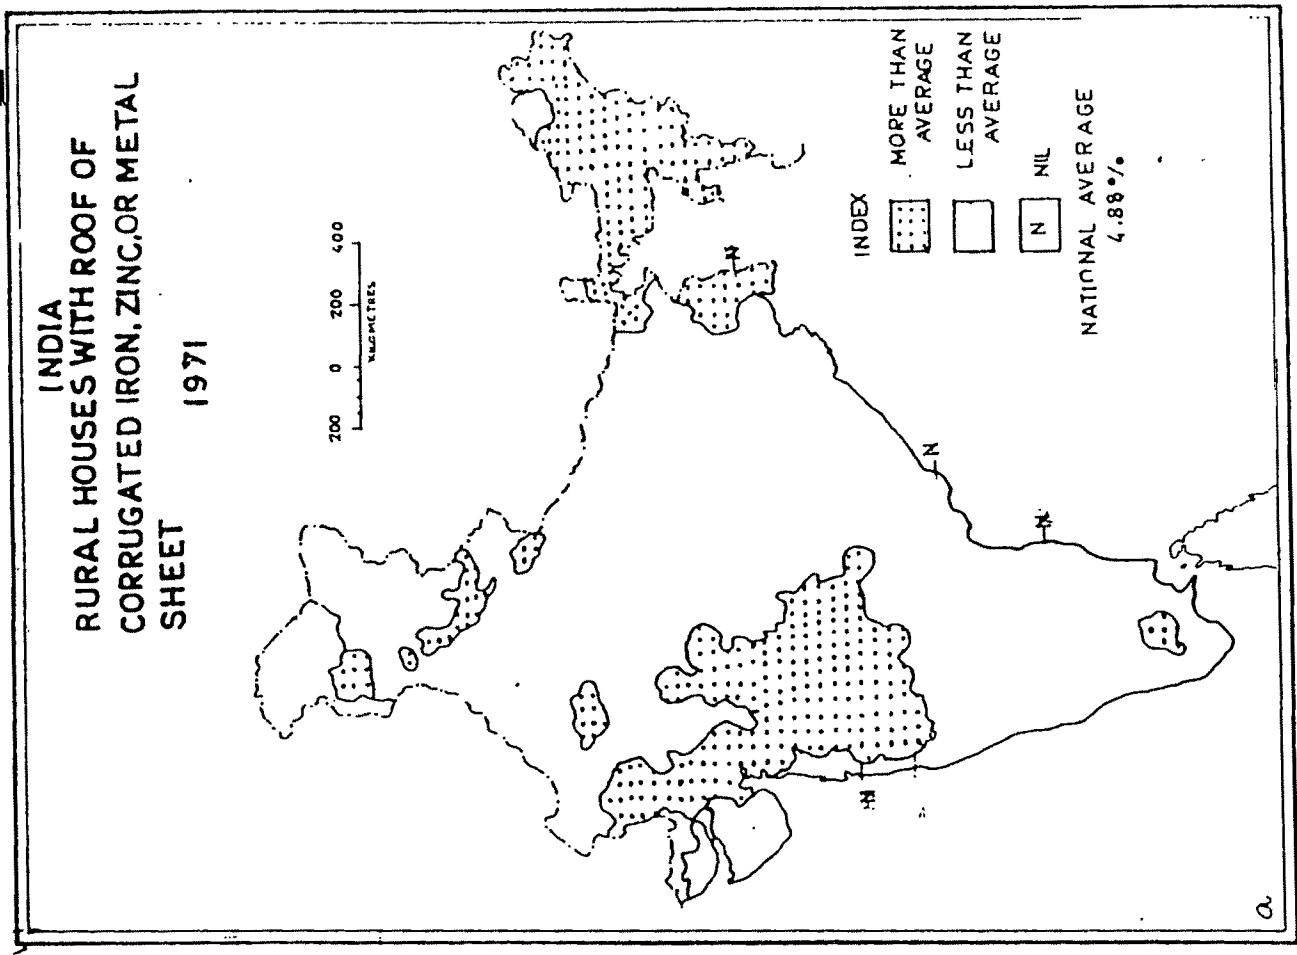 INDIA
RURAL HOUSES WITH ROOF OF
CORRUGATED IRON, ZINC, OR METAL
SHEET
1971
200 0 200 400
KILOMETRES
INDEX
MORE THAN
AVERAGE
LESS THAN
AVERAGE
N NIL
NATIONAL AVERAGE
4.88%
N
N
N
N
a